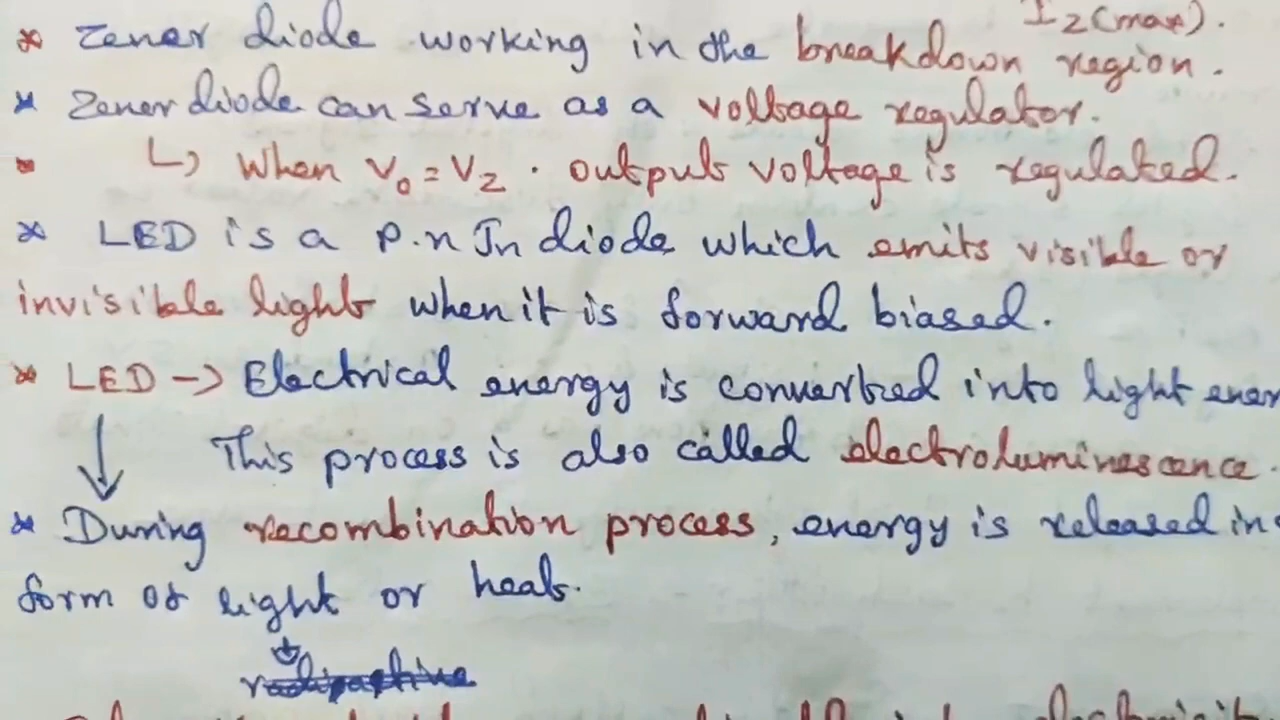 I Z(max).
* Zener diode working in the breakdown region.
* Zener diode can serve as a voltage regulator.
↳ When V₀ = V_Z . output voltage is regulated.
* LED is a P.n Jn diode which emits visible or
invisible light when it is forward biased.
* LED -> Electrical energy is converted into light ener
This process is also called electroluminescence.
* During recombination process, energy is released in
form of light or heat.